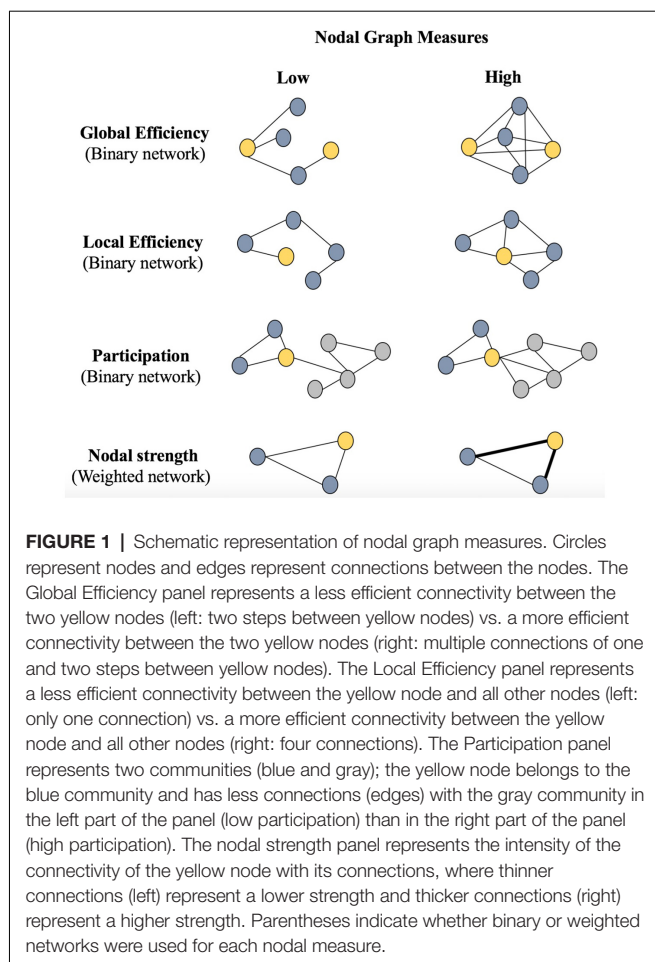 Nodal Graph Measures
Low High
Global Efficiency
(Binary network)
Local Efficiency
(Binary network)
Participation
(Binary network)
Nodal strength
(Weighted network)
FIGURE 1 | Schematic representation of nodal graph measures. Circles
represent nodes and edges represent connections between the nodes. The
Global Efficiency panel represents a less efficient connectivity between the
two yellow nodes (left: two steps between yellow nodes) vs. a more efficient
connectivity between the two yellow nodes (right: multiple connections of one
and two steps between yellow nodes). The Local Efficiency panel represents
a less efficient connectivity between the yellow node and all other nodes (left:
only one connection) vs. a more efficient connectivity between the yellow
node and all other nodes (right: four connections). The Participation panel
represents two communities (blue and gray); the yellow node belongs to the
blue community and has less connections (edges) with the gray community in
the left part of the panel (low participation) than in the right part of the panel
(high participation). The nodal strength panel represents the intensity of the
connectivity of the yellow node with its connections, where thinner
connections (left) represent a lower strength and thicker connections (right)
represent a higher strength. Parentheses indicate whether binary or weighted
networks were used for each nodal measure.